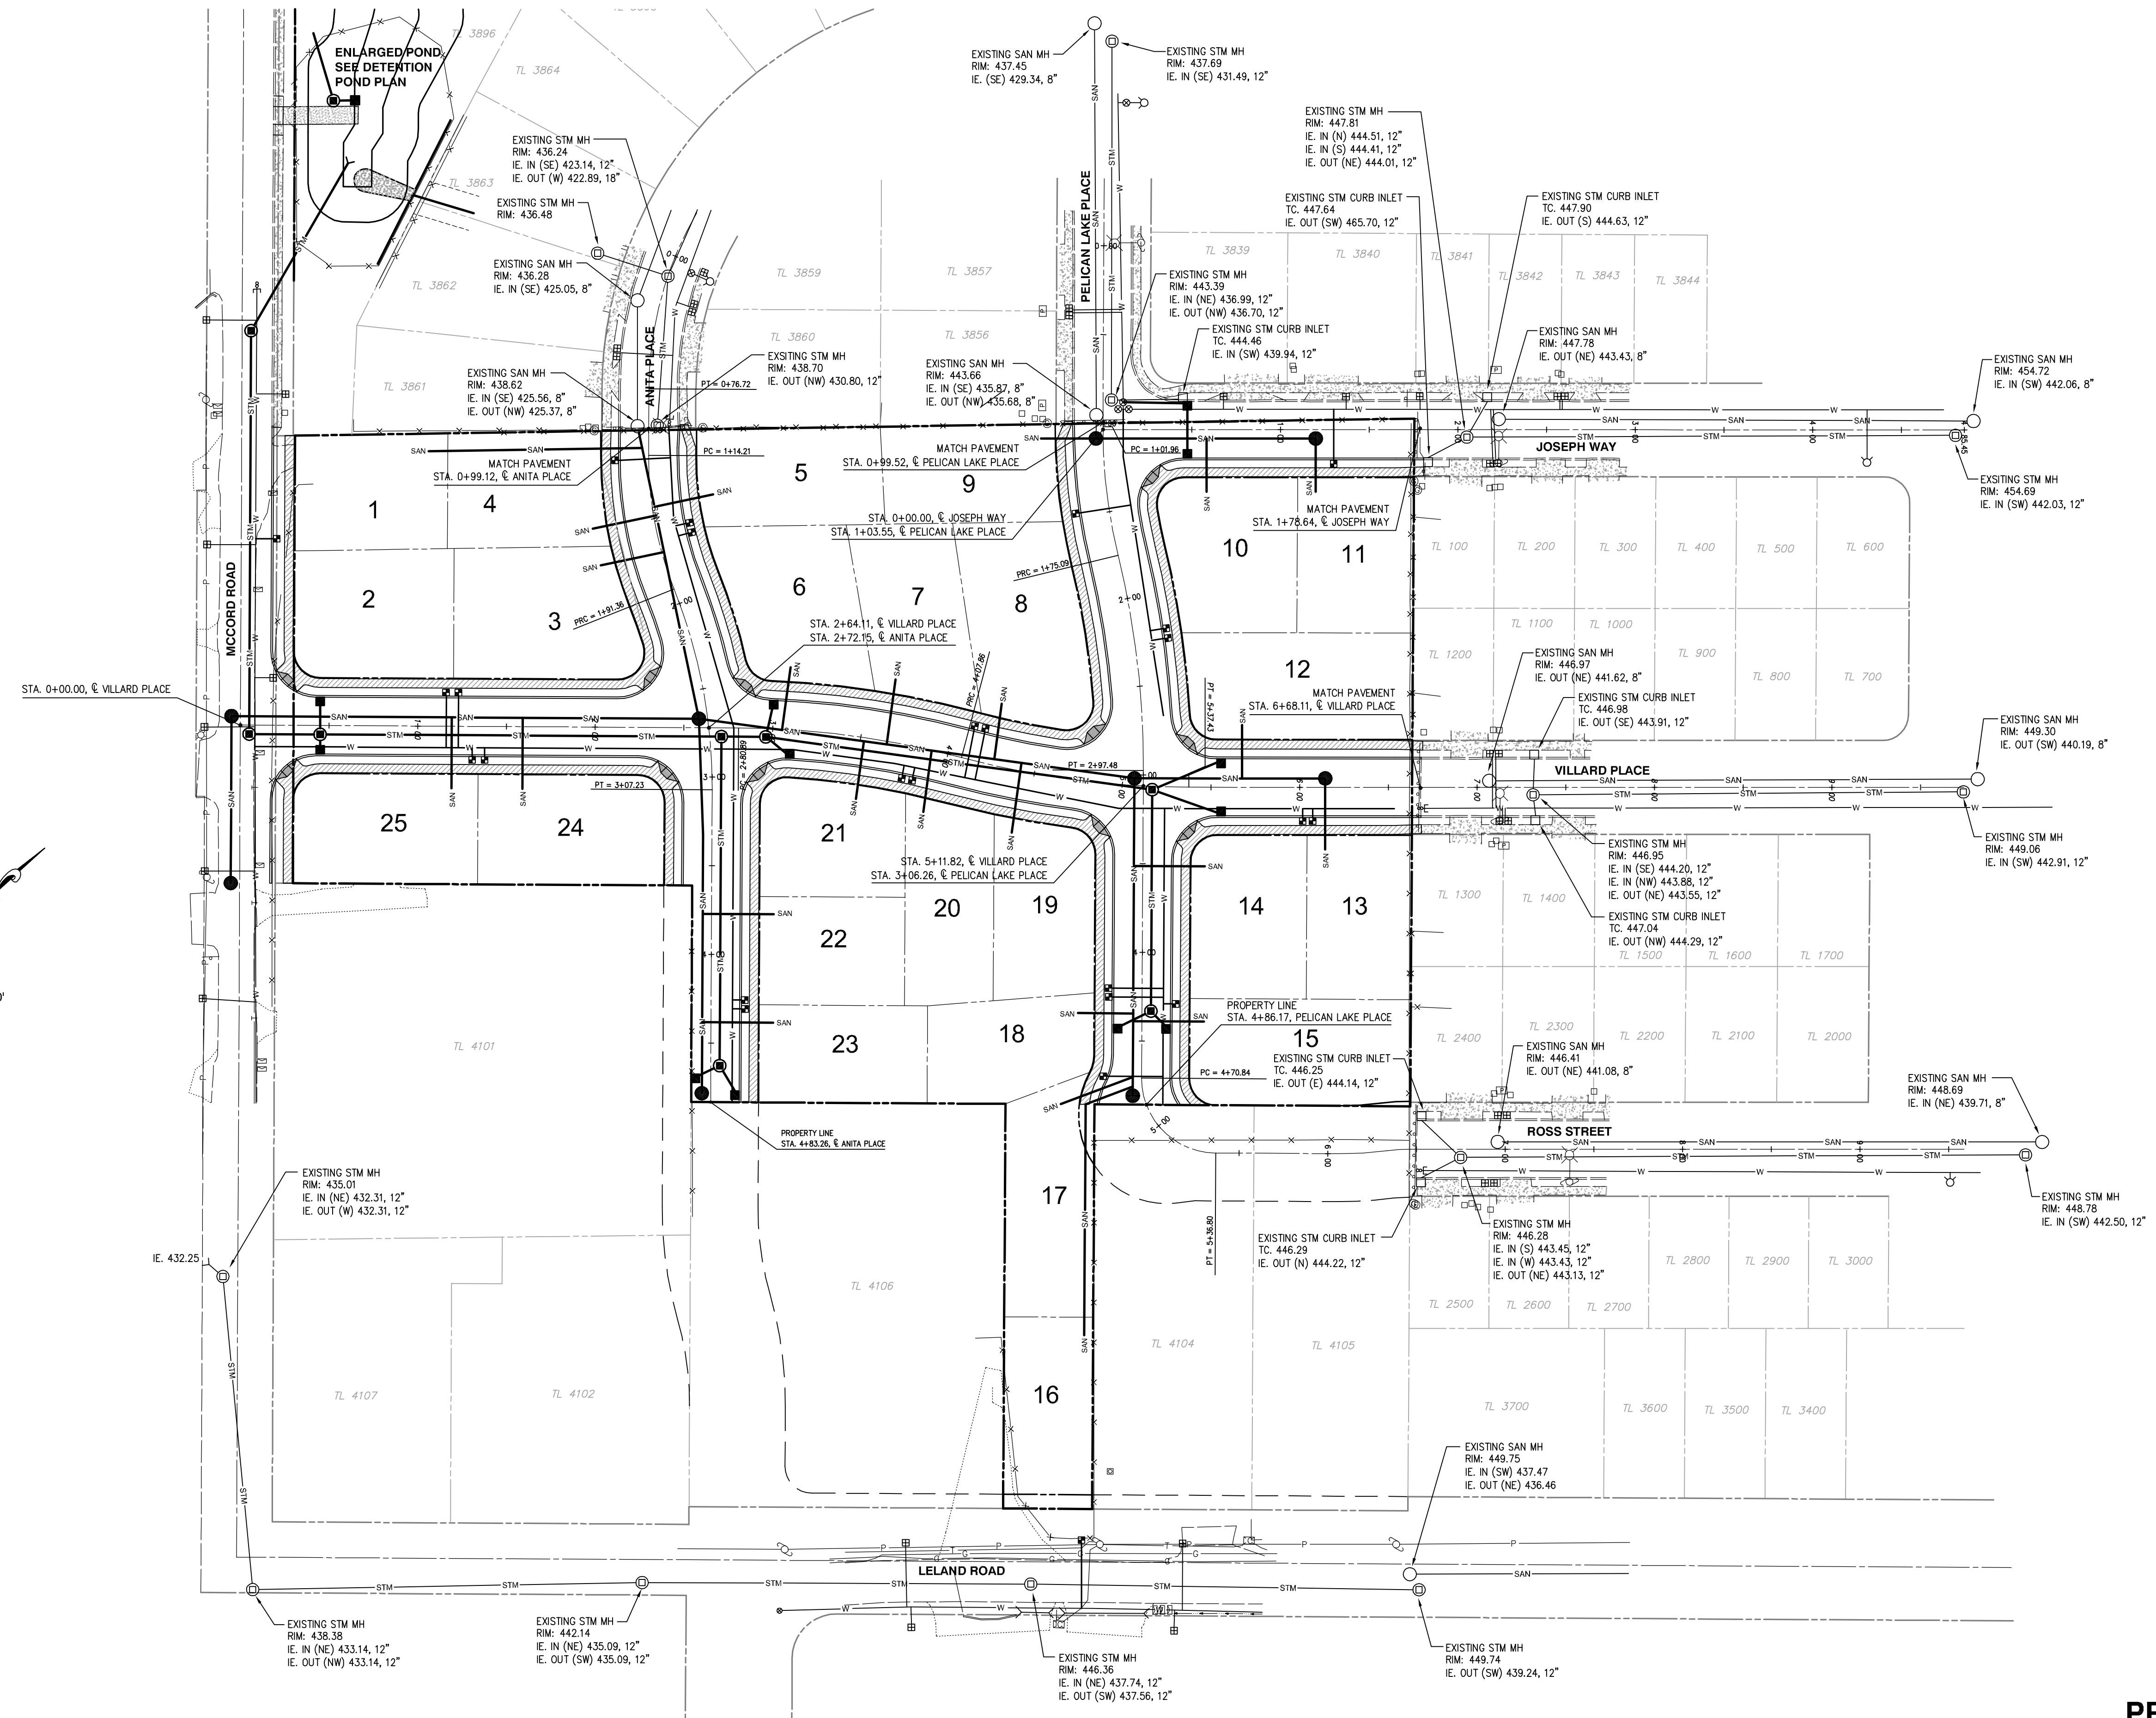 ENLARGED POND
SEE DETENTION
POND PLAN
TL 3896
TL 3864
TL 3863
TL 3862
TL 3861
TL 3859
TL 3857
TL 3860
TL 3856
EXISTING SAN MH
RIM: 437.45
IE. (SE) 429.34, 8"
EXISTING STM MH
RIM: 437.69
IE. IN (SE) 431.49, 12"
EXISTING STM MH
RIM: 436.24
IE. IN (SE) 423.14, 12"
IE. OUT (W) 422.89, 18"
EXISTING STM MH
RIM: 436.48
EXISTING SAN MH
RIM: 436.28
IE. IN (SE) 425.05, 8"
EXISTING SAN MH
RIM: 438.62
IE. IN (SE) 425.56, 8"
IE. OUT (NW) 425.37, 8"
EXSITING STM MH
RIM: 438.70
IE. OUT (NW) 430.80, 12"
EXISTING SAN MH
RIM: 443.66
IE. IN (SE) 435.87, 8"
IE. OUT (NW) 435.68, 8"
EXISTING STM MH
RIM: 447.81
IE. IN (N) 444.51, 12"
IE. IN (S) 444.41, 12"
IE. OUT (NE) 444.01, 12"
EXISTING STM CURB INLET
TC. 447.64
IE. OUT (SW) 465.70, 12"
EXISTING STM CURB INLET
TC. 447.90
IE. OUT (S) 444.63, 12"
EXISTING STM MH
RIM: 443.39
IE. IN (NE) 436.99, 12"
IE. OUT (NW) 436.70, 12"
EXISTING STM CURB INLET
TC. 444.46
IE. IN (SW) 439.94, 12"
EXISTING SAN MH
RIM: 447.78
IE. OUT (NE) 443.43, 8"
EXISTING SAN MH
RIM: 454.72
IE. IN (SW) 442.06, 8"
EXISTING STM MH
RIM: 454.69
IE. IN (SW) 442.03, 12"
TL 3839
TL 3840
TL 3841
TL 3842
TL 3843
TL 3844
PELICAN LAKE PLACE
ANITA PLACE
MCCORD ROAD
JOSEPH WAY
PT = 0+76.72
PC = 1+14.21
PC = 1+01.96
MATCH PAVEMENT
STA. 0+99.12, ℄ ANITA PLACE
MATCH PAVEMENT
STA. 0+99.52, ℄ PELICAN LAKE PLACE
STA. 0+00.00, ℄ JOSEPH WAY
STA. 1+03.55, ℄ PELICAN LAKE PLACE
MATCH PAVEMENT
STA. 1+78.64, ℄ JOSEPH WAY
1
4
5
9
10
11
2
3
6
7
8
12
PRC = 1+91.36
PRC = 1+75.09
PRC = 4+07.86
STA. 2+64.11, ℄ VILLARD PLACE
STA. 2+72.15, ℄ ANITA PLACE
STA. 0+00.00, ℄ VILLARD PLACE
MATCH PAVEMENT
STA. 6+68.11, ℄ VILLARD PLACE
PT = 5+37.43
PT = 2+97.48
PT = 3+07.23
PC = 2+80.89
TL 100
TL 200
TL 300
TL 400
TL 500
TL 600
TL 1100
TL 1000
TL 1200
TL 900
TL 800
TL 700
EXISTING SAN MH
RIM: 446.97
IE. OUT (NE) 441.62, 8"
EXISTING STM CURB INLET
TC. 446.98
IE. OUT (SE) 443.91, 12"
EXISTING SAN MH
RIM: 449.30
IE. OUT (SW) 440.19, 8"
VILLARD PLACE
EXISTING STM MH
RIM: 449.06
IE. IN (SW) 442.91, 12"
EXISTING STM MH
RIM: 446.95
IE. IN (SE) 444.20, 12"
IE. IN (NW) 443.88, 12"
IE. OUT (NE) 443.55, 12"
EXISTING STM CURB INLET
TC. 447.04
IE. OUT (NW) 444.29, 12"
25
24
21
20
19
14
13
22
23
18
15
17
16
STA. 5+11.82, ℄ VILLARD PLACE
STA. 3+06.26, ℄ PELICAN LAKE PLACE
PROPERTY LINE
STA. 4+86.17, PELICAN LAKE PLACE
PROPERTY LINE
STA. 4+83.26, ℄ ANITA PLACE
PC = 4+70.84
PT = 5+36.80
TL 1300
TL 1400
TL 1500
TL 1600
TL 1700
TL 2400
TL 2300
TL 2200
TL 2100
TL 2000
EXISTING STM CURB INLET
TC. 446.25
IE. OUT (E) 444.14, 12"
EXISTING SAN MH
RIM: 446.41
IE. OUT (NE) 441.08, 8"
EXISTING SAN MH
RIM: 448.69
IE. IN (NE) 439.71, 8"
ROSS STREET
EXISTING STM MH
RIM: 448.78
IE. IN (SW) 442.50, 12"
EXISTING STM CURB INLET
TC. 446.29
IE. OUT (N) 444.22, 12"
EXISTING STM MH
RIM: 446.28
IE. IN (S) 443.45, 12"
IE. IN (W) 443.43, 12"
IE. OUT (NE) 443.13, 12"
EXISTING STM MH
RIM: 435.01
IE. IN (NE) 432.31, 12"
IE. OUT (W) 432.31, 12"
IE. 432.25
TL 4101
TL 4106
TL 4107
TL 4102
TL 4104
TL 4105
TL 2800
TL 2900
TL 3000
TL 2500
TL 2600
TL 2700
TL 3700
TL 3600
TL 3500
TL 3400
EXISTING SAN MH
RIM: 449.75
IE. IN (SW) 437.47
IE. OUT (NE) 436.46
LELAND ROAD
EXISTING STM MH
RIM: 438.38
IE. IN (NE) 433.14, 12"
IE. OUT (NW) 433.14, 12"
EXISTING STM MH
RIM: 442.14
IE. IN (NE) 435.09, 12"
IE. OUT (SW) 435.09, 12"
EXISTING STM MH
RIM: 446.36
IE. IN (NE) 437.74, 12"
IE. OUT (SW) 437.56, 12"
EXISTING STM MH
RIM: 449.74
IE. OUT (SW) 439.24, 12"